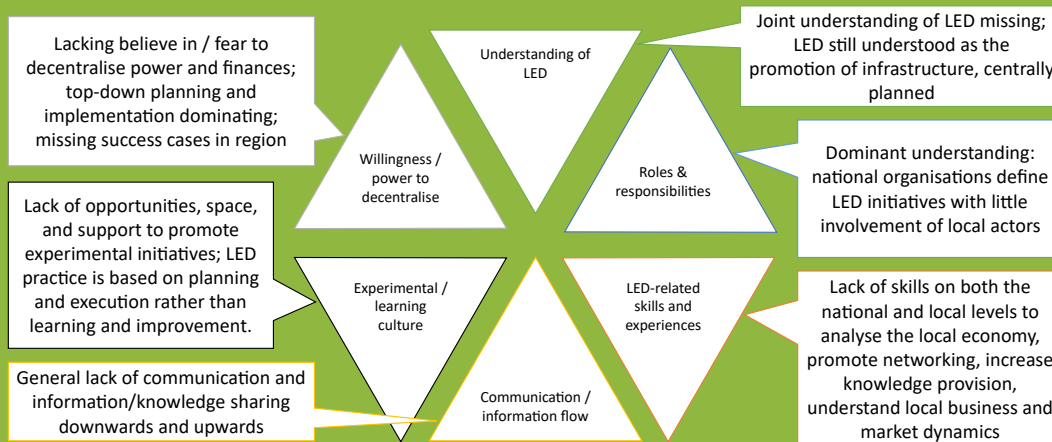 Lacking believe in / fear to
decentralise power and finances;
top-down planning and
implementation dominating;
missing success cases in region
Understanding of
LED
Joint understanding of LED missing;
LED still understood as the
promotion of infrastructure, centrally
planned
Willingness /
power to
decentralise
Roles &
responsibilities
Dominant understanding:
national organisations define
LED initiatives with little
involvement of local actors
Lack of opportunities, space,
and support to promote
experimental initiatives; LED
practice is based on planning
and execution rather than
learning and improvement.
Experimental /
learning
culture
LED-related
skills and
experiences
Lack of skills on both the
national and local levels to
analyse the local economy,
promote networking, increase
knowledge provision,
understand local business and
market dynamics
General lack of communication and
information/knowledge sharing
downwards and upwards
Communication /
information flow